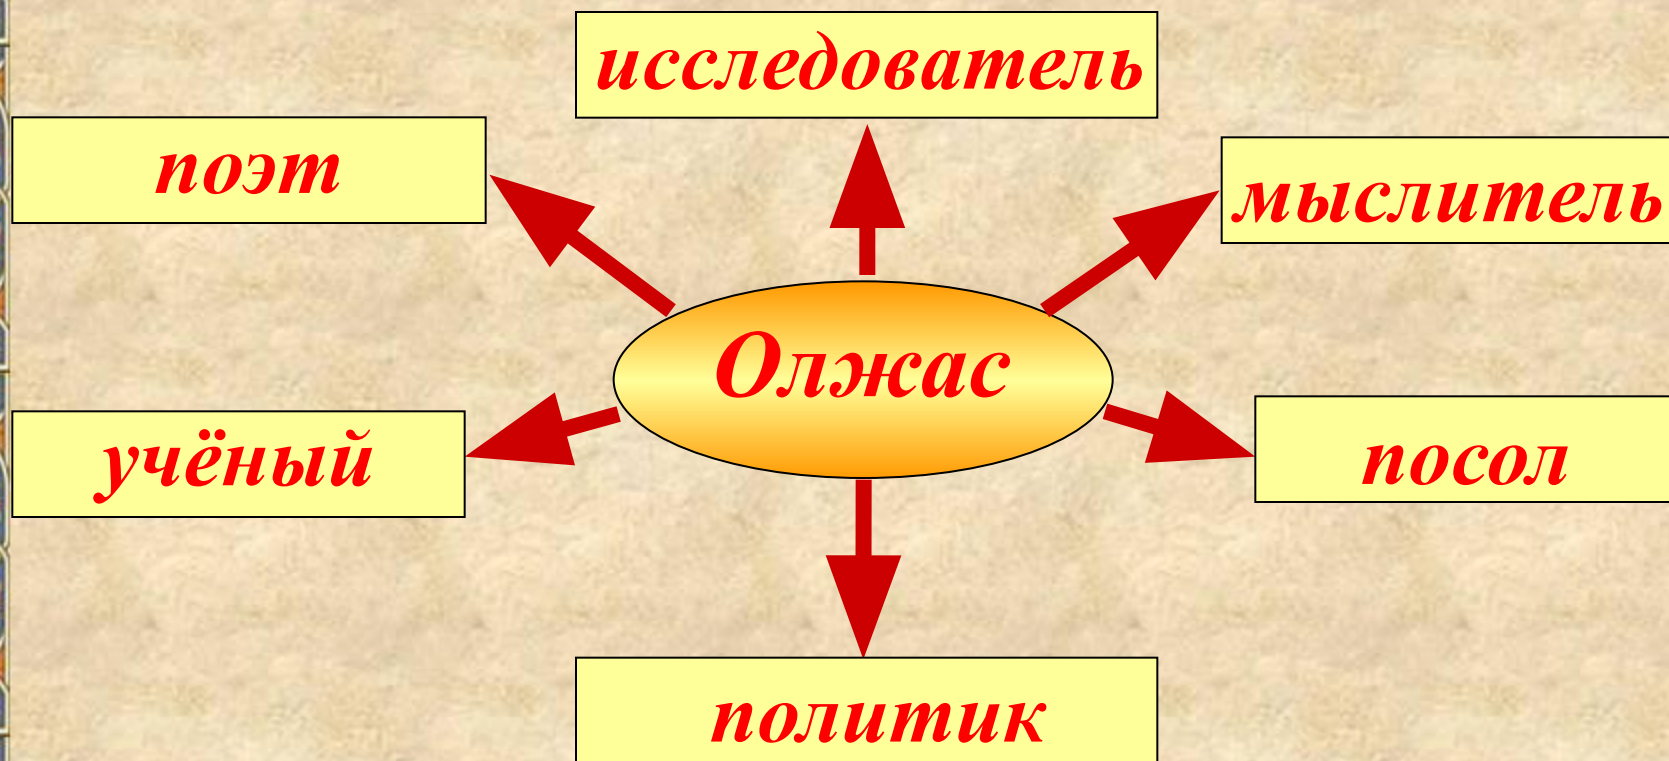 исследователь
поэт
мыслитель
Олжас
учёный
посол
политик